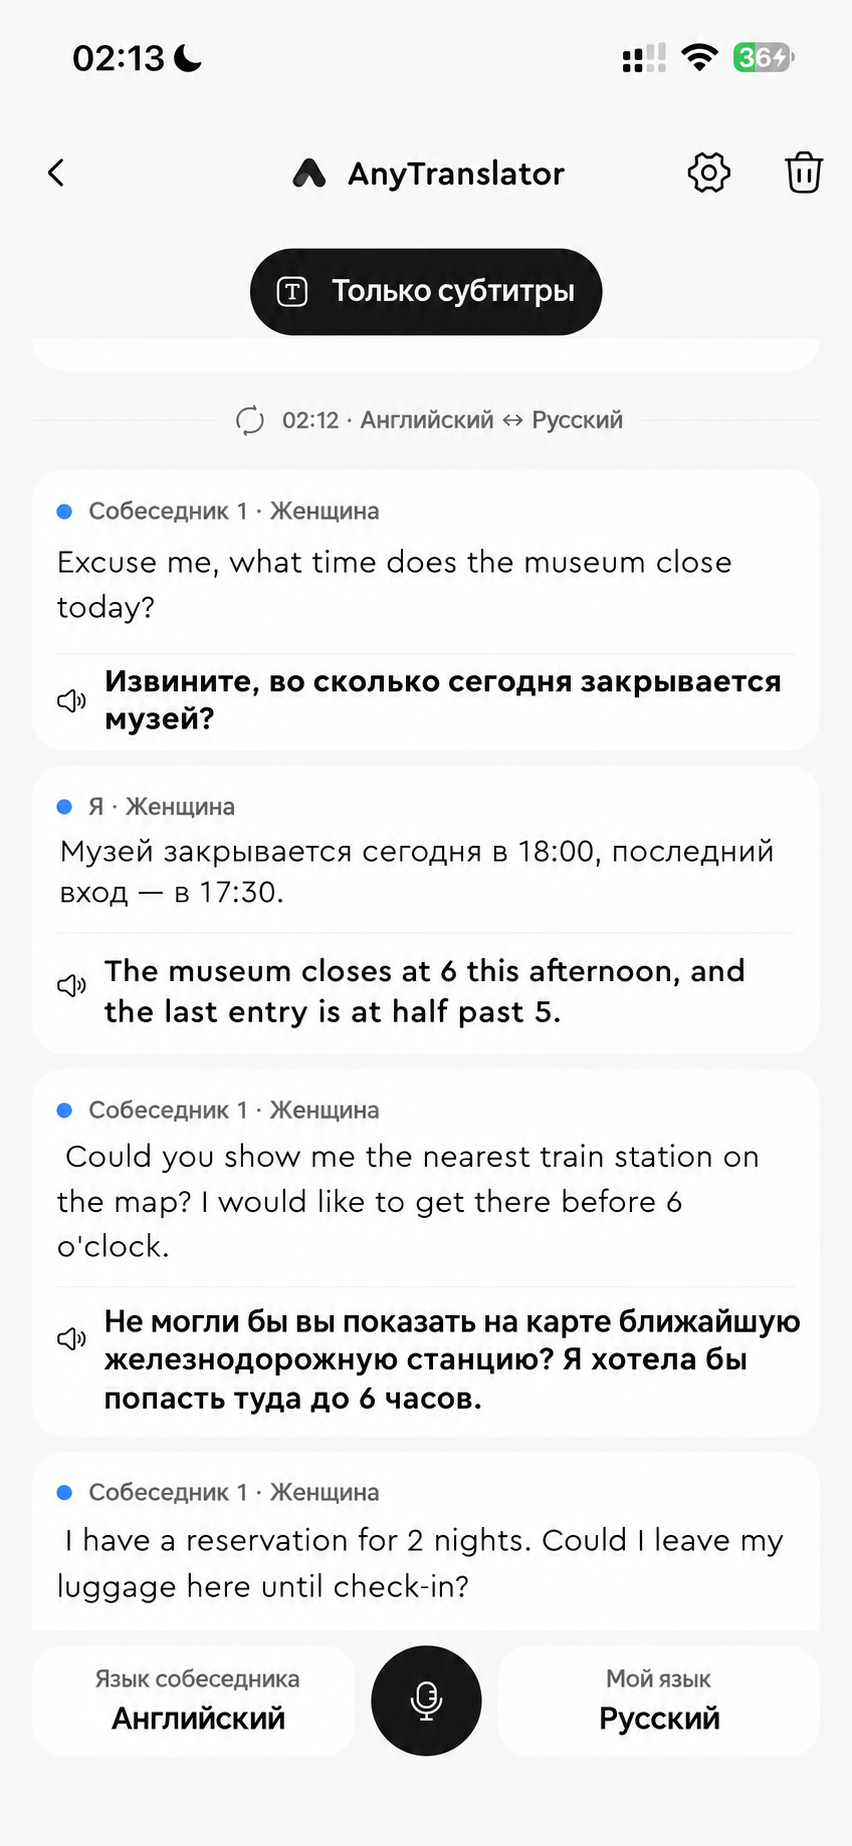 02:13
36
AnyTranslator
Только субтитры
02:12 · Английский ↔ Русский
Собеседник 1 · Женщина
Excuse me, what time does the museum close
today?
Извините, во сколько сегодня закрывается
музей?
Я · Женщина
Музей закрывается сегодня в 18:00, последний
вход — в 17:30.
The museum closes at 6 this afternoon, and
the last entry is at half past 5.
Собеседник 1 · Женщина
Could you show me the nearest train station on
the map? I would like to get there before 6
o'clock.
Не могли бы вы показать на карте ближайшую
железнодорожную станцию? Я хотела бы
попасть туда до 6 часов.
Собеседник 1 · Женщина
I have a reservation for 2 nights. Could I leave my
luggage here until check-in?
Язык собеседника
Английский
Мой язык
Русский